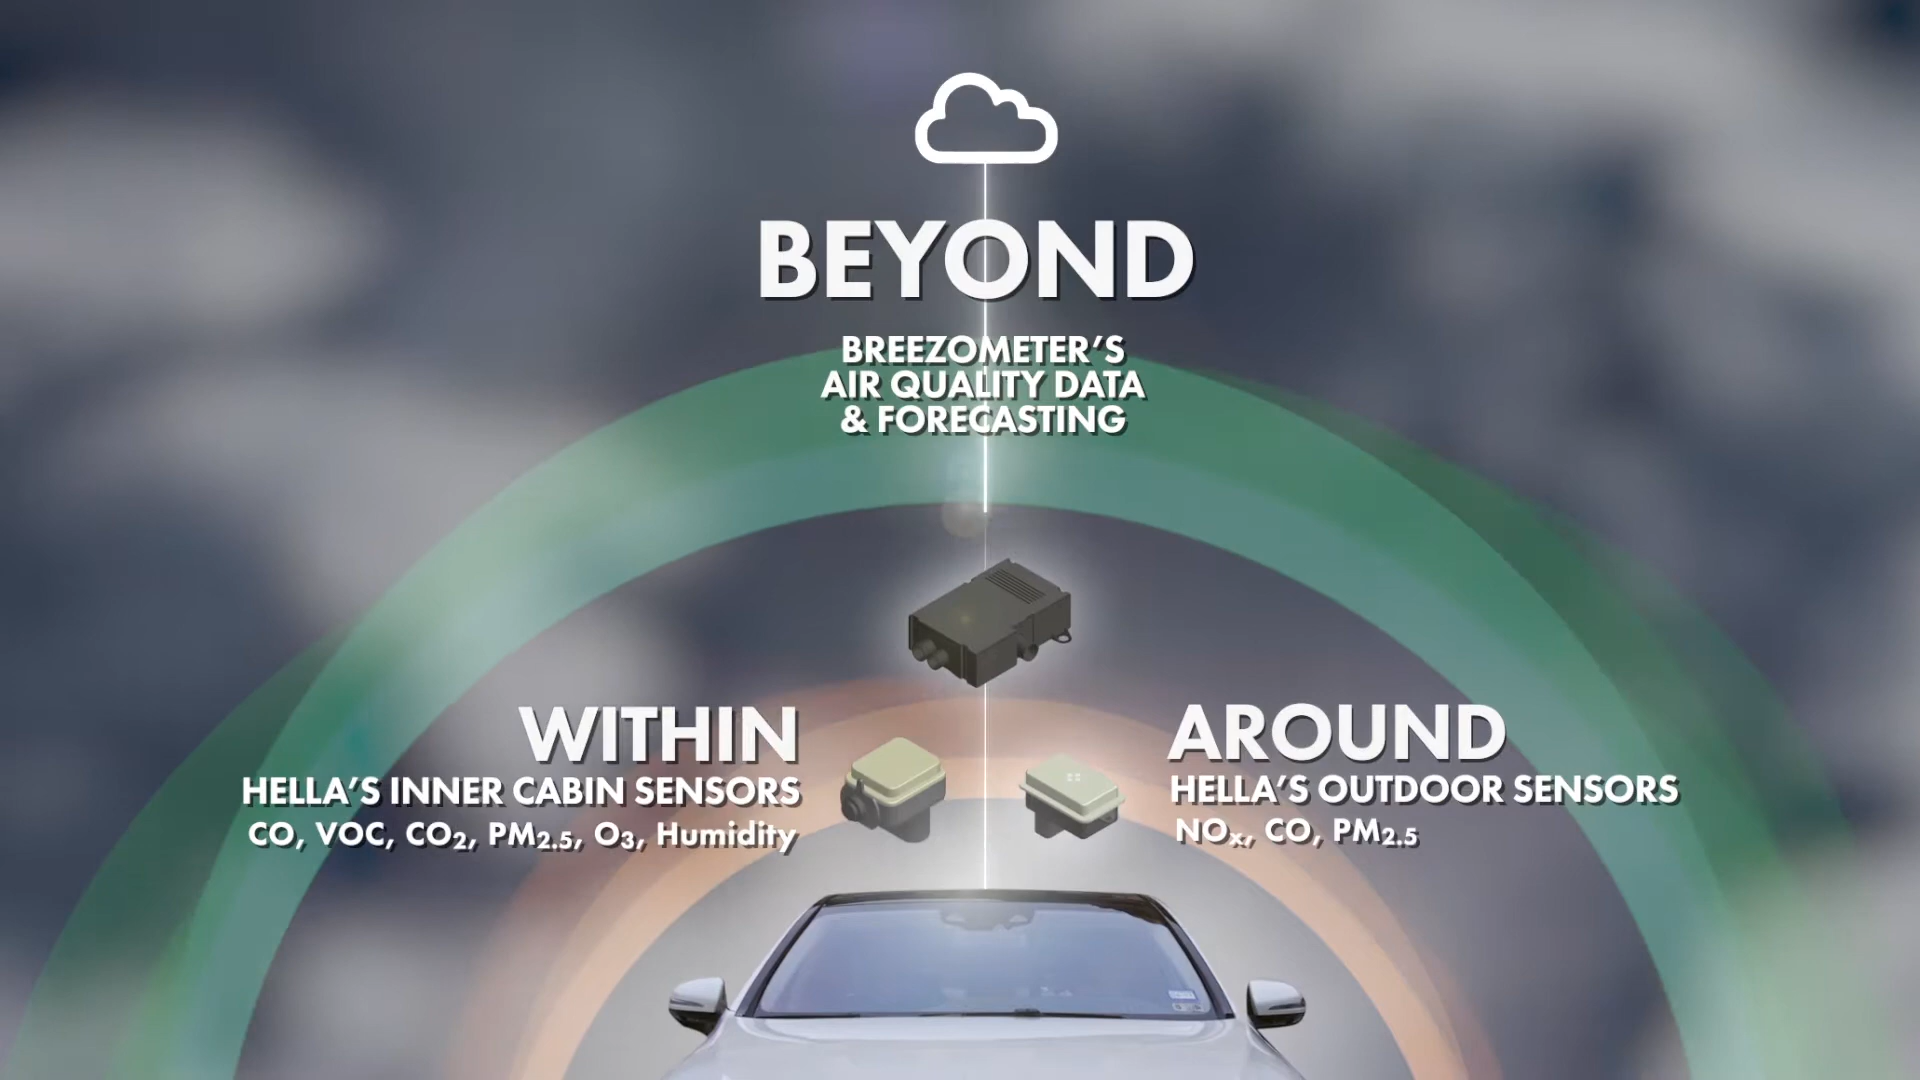 BEYOND
BREEZOMETER'S
AIR QUALITY DATA
& FORECASTING
WITHIN
HELLA'S INNER CABIN SENSORS
CO, VOC, CO₂, PM₂.₅, O₃, Humidity
AROUND
HELLA'S OUTDOOR SENSORS
NOₓ, CO, PM₂.₅